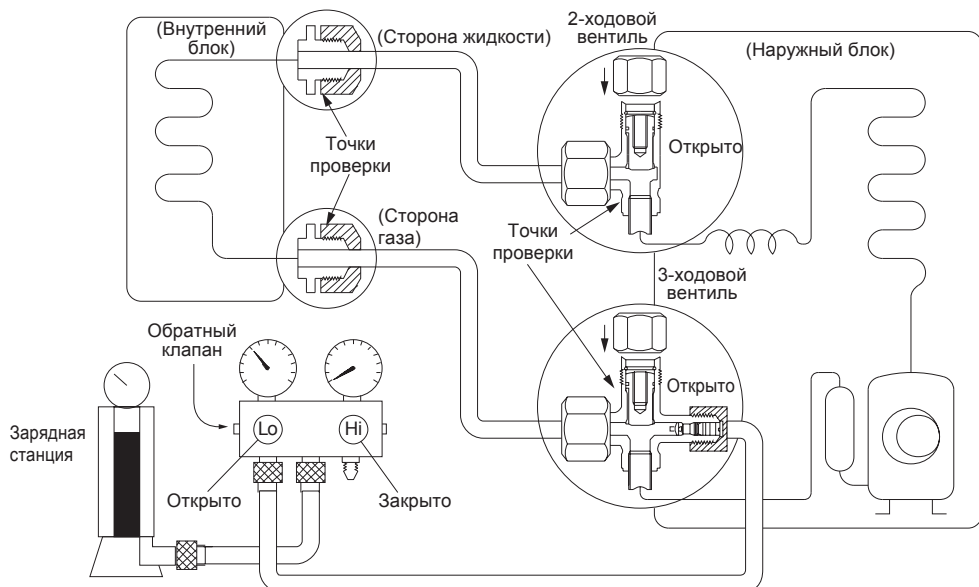 (Внутренний
блок)
(Сторона жидкости)
2-ходовой
вентиль
(Наружный блок)
Точки
проверки
Открыто
(Сторона
газа)
Точки
проверки
3-ходовой
вентиль
Обратный
клапан
Открыто
Зарядная
станция
Lo
Hi
Открыто
Закрыто